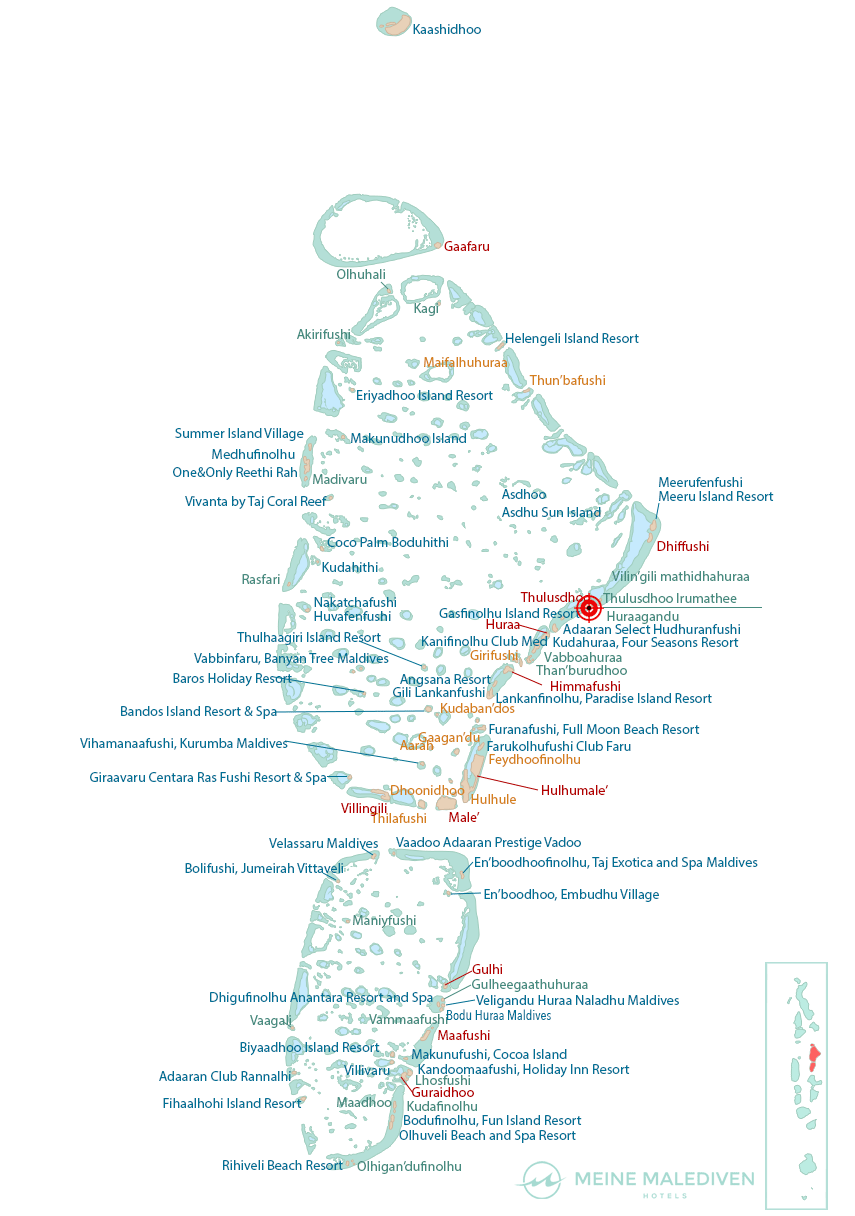 Kaashidhoo
Gaafaru
Olhuhali
Kagi
Akirifushi
Helengeli Island Resort
Maifalhuhuraa
Thun'bafushi
Eriyadhoo Island Resort
Summer Island Village
Makunudhoo Island
Medhufinolhu
One&Only Reethi Rah
Madivaru
Meerufenfushi
Meeru Island Resort
Asdhoo
Asdhu Sun Island
Vivanta by Taj Coral Reef
Coco Palm Boduhithi
Dhiffushi
Kudahithi
Rasfari
Vilin'gili mathidhahuraa
Thulusdhoo
Thulusdhoo Irumathee
Nakatchafushi
Huvafenfushi
Gasfinolhu Island Resort
Huraagandu
Huraa
Adaaran Select Hudhuranfushi
Thulhaagiri Island Resort
Kanifinolhu Club Med
Kudahuraa, Four Seasons Resort
Girifushi
Vabboahuraa
Vabbinfaru, Banyan Tree Maldives
Than'burudhoo
Baros Holiday Resort
Angsana Resort
Himmafushi
Gili Lankanfushi
Lankanfinolhu, Paradise Island Resort
Kudaban'dos
Bandos Island Resort & Spa
Furanafushi, Full Moon Beach Resort
Gaagan'du
Aarah
Vihamanaafushi, Kurumba Maldives
Farukolhufushi Club Faru
Feydhoofinolhu
Giraavaru Centara Ras Fushi Resort & Spa
Dhoonidhoo
Hulhumale'
Hulhule
Villingili
Thilafushi
Male'
Velassaru Maldives
Vaadoo Adaaran Prestige Vadoo
Bolifushi, Jumeirah Vittaveli
En'boodhoofinolhu, Taj Exotica and Spa Maldives
En'boodhoo, Embudhu Village
Maniyfushi
Gulhi
Gulheegaathuhuraa
Dhigufinolhu Anantara Resort and Spa
Veligandu Huraa Naladhu Maldives
Bodu Huraa Maldives
Vaagali
Vammaafushi
Maafushi
Biyaadhoo Island Resort
Makunufushi, Cocoa Island
Villivaru
Kandoomaafushi, Holiday Inn Resort
Adaaran Club Rannalhi
Lhosfushi
Guraidhoo
Fihaalhohi Island Resort
Maadhoo
Kudafinolhu
Bodufinolhu, Fun Island Resort
Olhuveli Beach and Spa Resort
Rihiveli Beach Resort
Olhigan'dufinolhu
MEINE MALEDIVEN
HOTELS